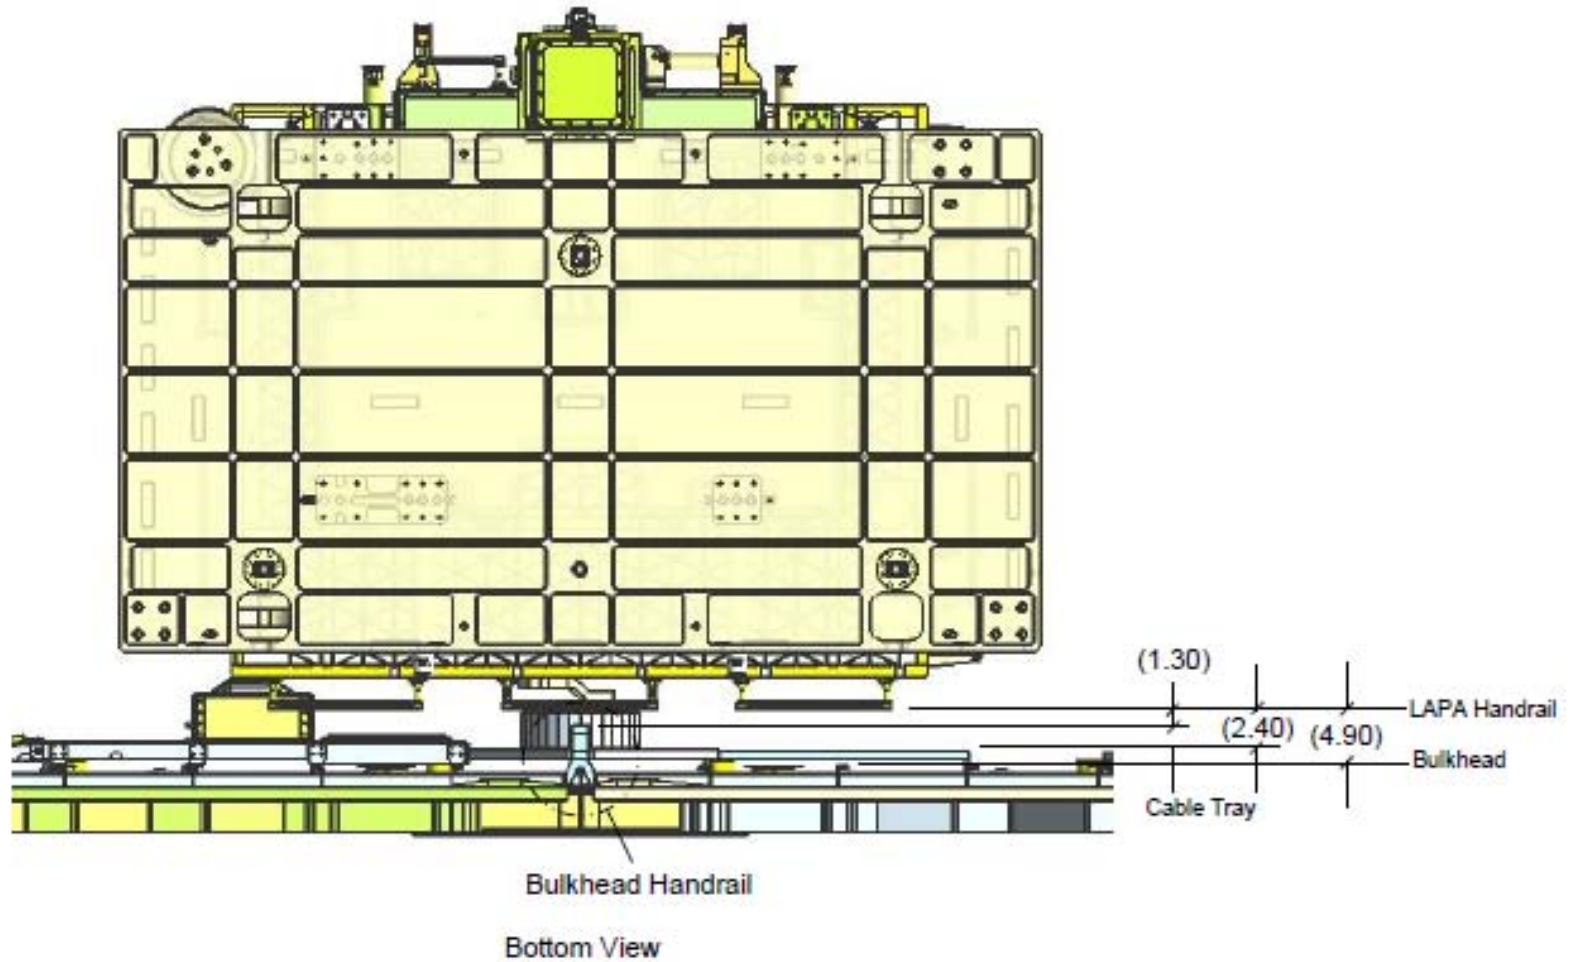 (1.30)
LAPA Handrail
(2.40) (4.90)
Bulkhead
Cable Tray
Bulkhead Handrail
Bottom View